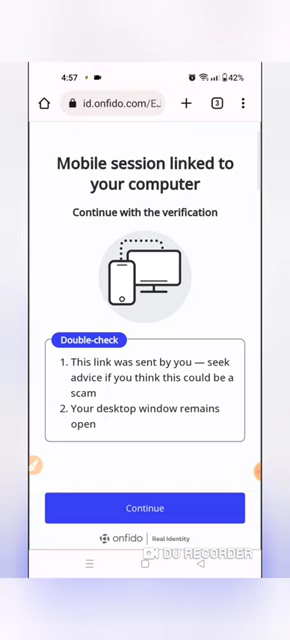 4:57 42%
id.onfido.com/EJ
3
Mobile session linked to
your computer
Continue with the verification
Double-check
1. This link was sent by you — seek
advice if you think this could be a
scam
2. Your desktop window remains
open
Continue
onfido | Real Identity
DU RECORDER